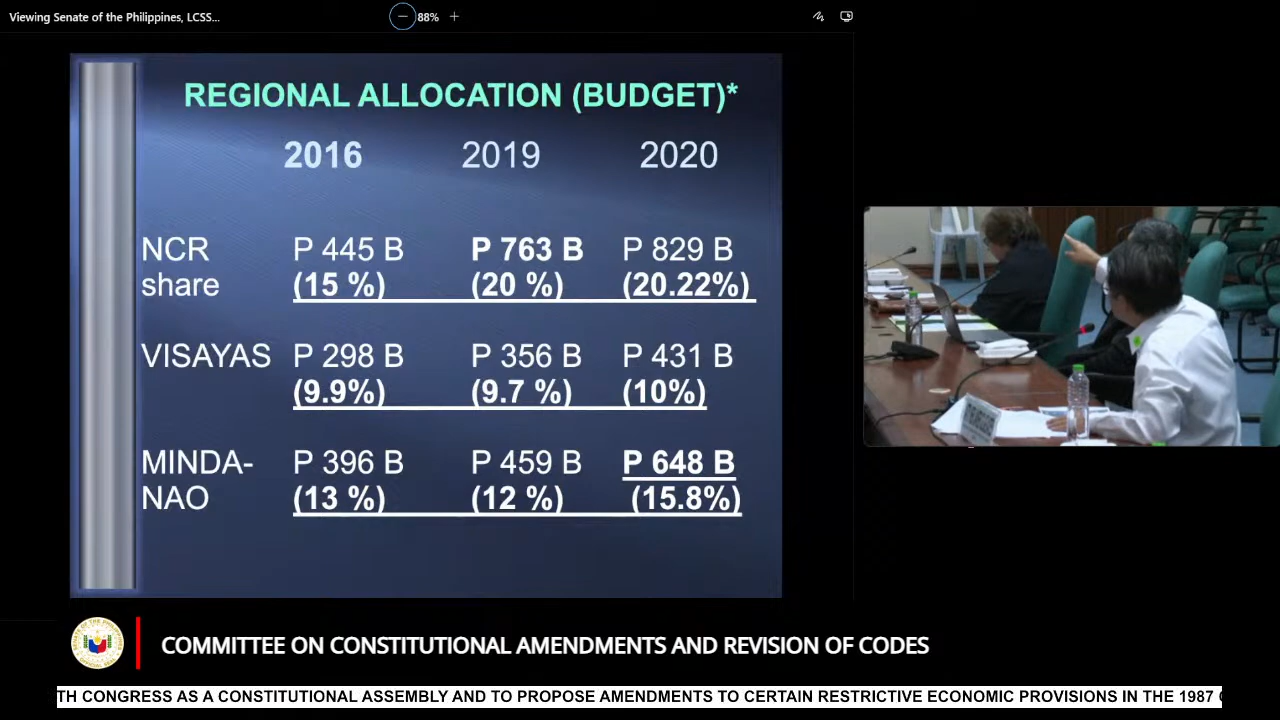 Viewing Senate of the Philippines, LCSS...
88%
REGIONAL ALLOCATION (BUDGET)*
2016 2019 2020
NCR P 445 B P 763 B P 829 B
share (15 %) (20 %) (20.22%)
VISAYAS P 298 B P 356 B P 431 B
(9.9%) (9.7 %) (10%)
MINDA- P 396 B P 459 B P 648 B
NAO (13 %) (12 %) (15.8%)
COMMITTEE ON CONSTITUTIONAL AMENDMENTS AND REVISION OF CODES
TH CONGRESS AS A CONSTITUTIONAL ASSEMBLY AND TO PROPOSE AMENDMENTS TO CERTAIN RESTRICTIVE ECONOMIC PROVISIONS IN THE 1987